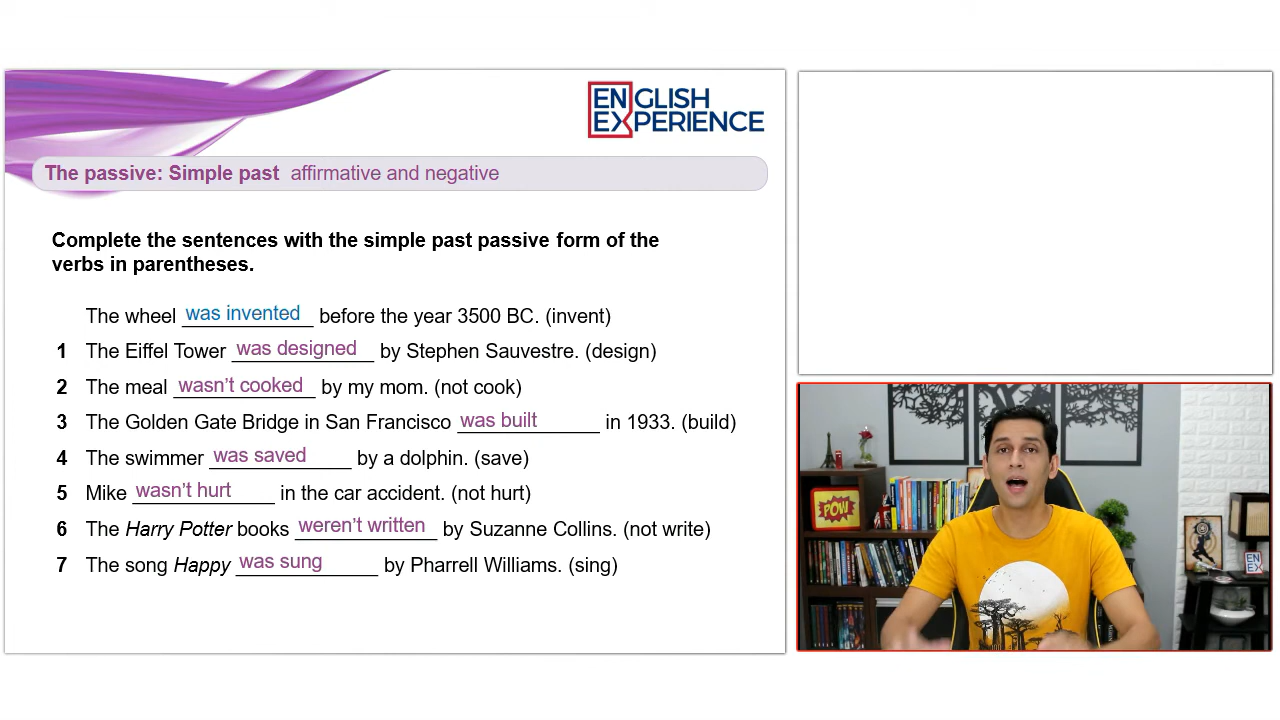 ENGLISH
EXPERIENCE
The passive: Simple past affirmative and negative
Complete the sentences with the simple past passive form of the
verbs in parentheses.
The wheel was invented before the year 3500 BC. (invent)
1 The Eiffel Tower was designed by Stephen Sauvestre. (design)
2 The meal wasn’t cooked by my mom. (not cook)
3 The Golden Gate Bridge in San Francisco was built in 1933. (build)
4 The swimmer was saved by a dolphin. (save)
5 Mike wasn’t hurt in the car accident. (not hurt)
6 The Harry Potter books weren’t written by Suzanne Collins. (not write)
7 The song Happy was sung by Pharrell Williams. (sing)
POW
EN
EX